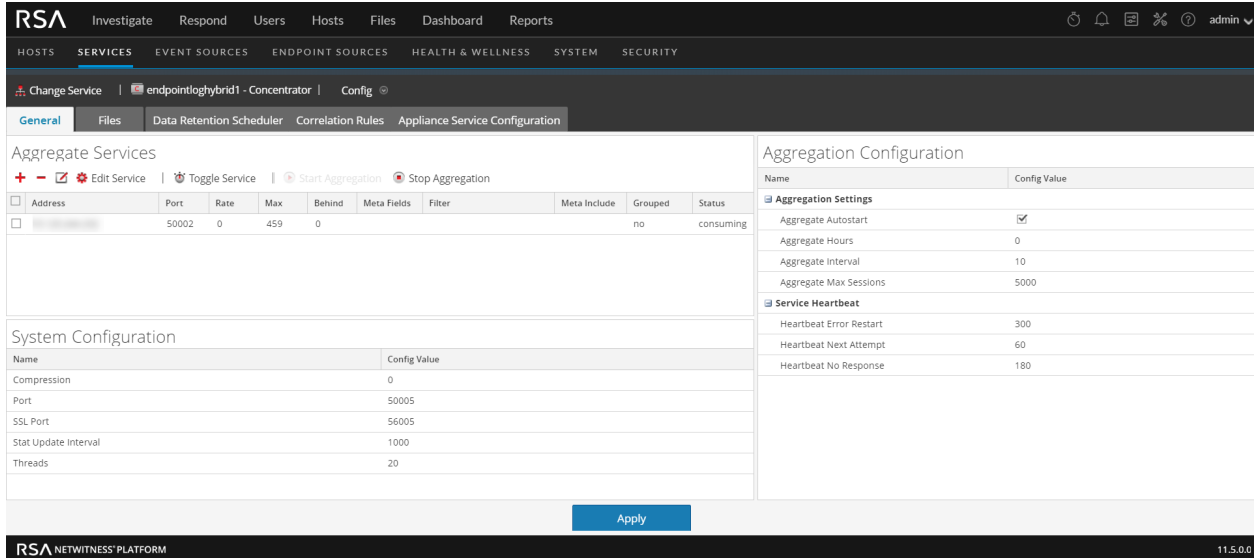 RSA Investigate Respond Users Hosts Files Dashboard Reports admin
HOSTS SERVICES EVENT SOURCES ENDPOINT SOURCES HEALTH & WELLNESS SYSTEM SECURITY
Change Service | endpointloghybrid1 - Concentrator | Config
General Files Data Retention Scheduler Correlation Rules Appliance Service Configuration
Aggregate Services
Edit Service | Toggle Service | Start Aggregation Stop Aggregation
Address Port Rate Max Behind Meta Fields Filter Meta Include Grouped Status
50002 0 459 0 no consuming
System Configuration
Name Config Value
Compression 0
Port 50005
SSL Port 56005
Stat Update Interval 1000
Threads 20
Aggregation Configuration
Name Config Value
Aggregation Settings
Aggregate Autostart
Aggregate Hours 0
Aggregate Interval 10
Aggregate Max Sessions 5000
Service Heartbeat
Heartbeat Error Restart 300
Heartbeat Next Attempt 60
Heartbeat No Response 180
Apply
RSA NETWITNESS® PLATFORM 11.5.0.0